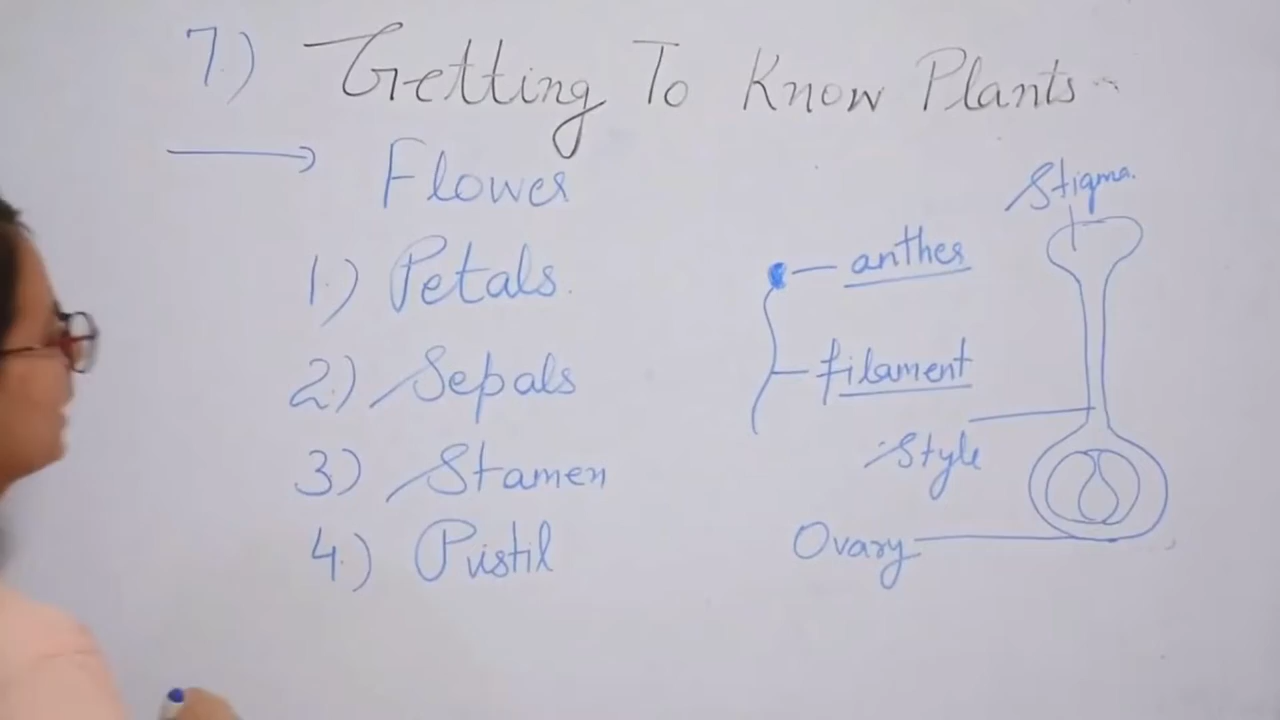 7.) Getting To Know Plants
Flower
1.) Petals.
2.) Sepals
3) Stamen
4.) Pistil
Stigma.
anther
filament
Style
Ovary